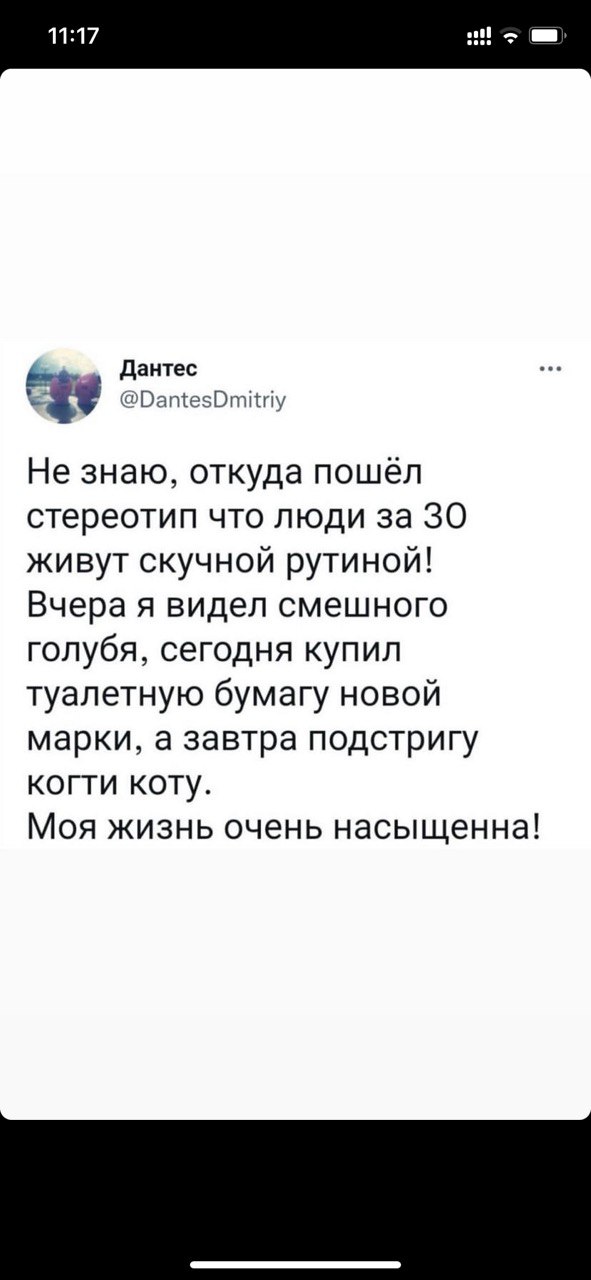 11:17
Дантес
@DantesDmitriy
Не знаю, откуда пошёл
стереотип что люди за 30
живут скучной рутиной!
Вчера я видел смешного
голубя, сегодня купил
туалетную бумагу новой
марки, а завтра подстригу
когти коту.
Моя жизнь очень насыщенна!